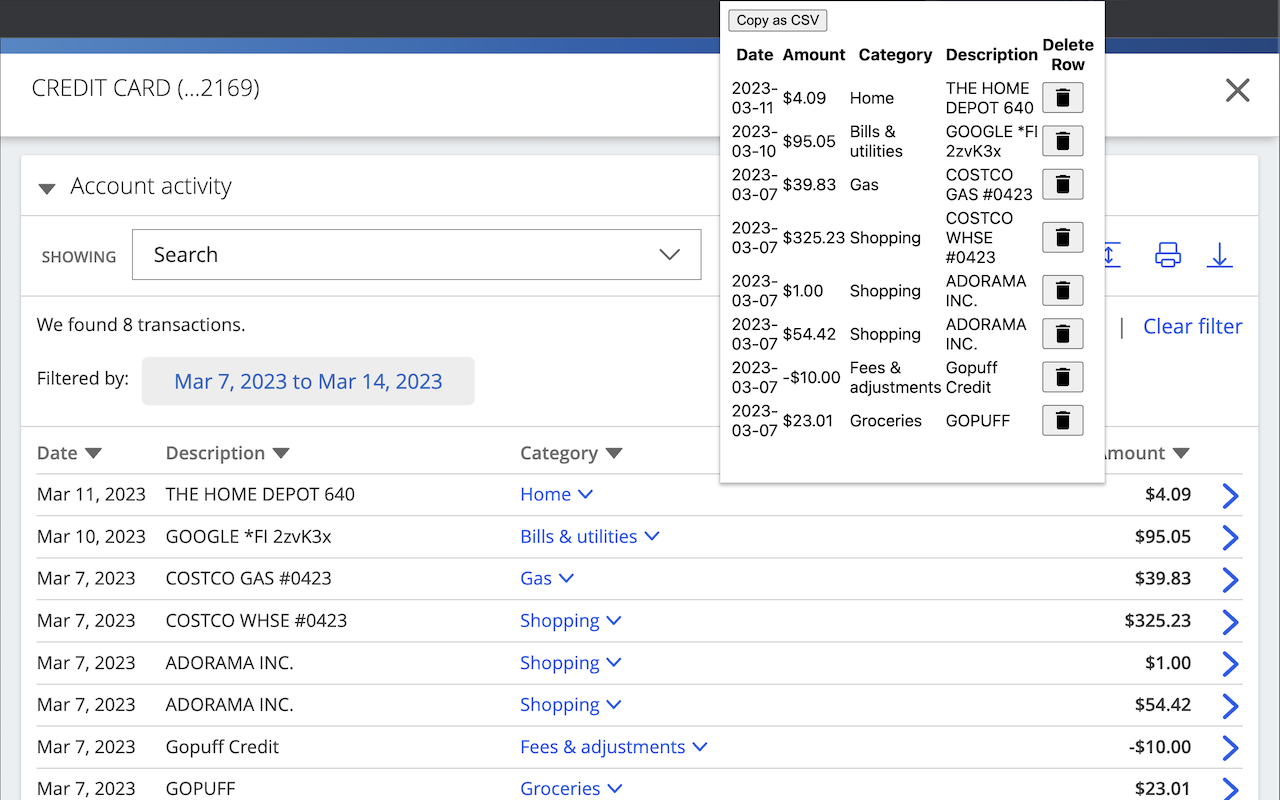 Copy as CSV
Date Amount Category Description Delete Row
2023-03-11 $4.09 Home THE HOME DEPOT 640
2023-03-10 $95.05 Bills & utilities GOOGLE *FI 2zvK3x
2023-03-07 $39.83 Gas COSTCO GAS #0423
2023-03-07 $325.23 Shopping COSTCO WHSE #0423
2023-03-07 $1.00 Shopping ADORAMA INC.
2023-03-07 $54.42 Shopping ADORAMA INC.
2023-03-07 -$10.00 Fees & adjustments Gopuff Credit
2023-03-07 $23.01 Groceries GOPUFF
CREDIT CARD (...2169)
Account activity
SHOWING Search
We found 8 transactions.
| Clear filter
Filtered by: Mar 7, 2023 to Mar 14, 2023
Date Description Category mount
Mar 11, 2023 THE HOME DEPOT 640 Home $4.09
Mar 10, 2023 GOOGLE *FI 2zvK3x Bills & utilities $95.05
Mar 7, 2023 COSTCO GAS #0423 Gas $39.83
Mar 7, 2023 COSTCO WHSE #0423 Shopping $325.23
Mar 7, 2023 ADORAMA INC. Shopping $1.00
Mar 7, 2023 ADORAMA INC. Shopping $54.42
Mar 7, 2023 Gopuff Credit Fees & adjustments -$10.00
Mar 7, 2023 GOPUFF Groceries $23.01